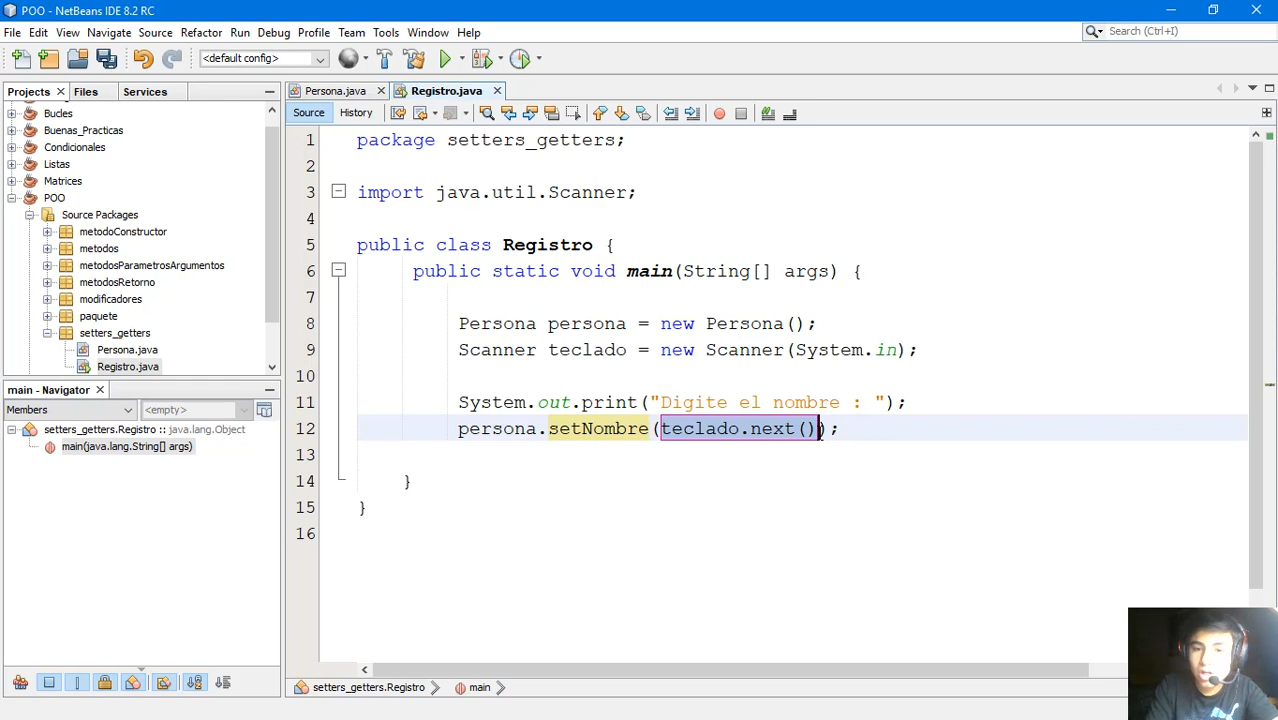 POO - NetBeans IDE 8.2 RC
File Edit View Navigate Source Refactor Run Debug Profile Team Tools Window Help
Search (Ctrl+I)
<default config>
Projects Files Services
Persona.java Registro.java
Source History
Bucles
Buenas_Practicas
Condicionales
Listas
Matrices
POO
Source Packages
metodoConstructor
metodos
metodosParametrosArgumentos
metodosRetorno
modificadores
paquete
setters_getters
Persona.java
Registro.java
main - Navigator
Members <empty>
setters_getters.Registro :: java.lang.Object
main(java.lang.String[] args)
1 package setters_getters;
2
3 import java.util.Scanner;
4
5 public class Registro {
6 public static void main(String[] args) {
7
8 Persona persona = new Persona();
9 Scanner teclado = new Scanner(System.in);
10
11 System.out.print("Digite el nombre : ");
12 persona.setNombre(teclado.next());
13
14 }
15 }
16
setters_getters.Registro main